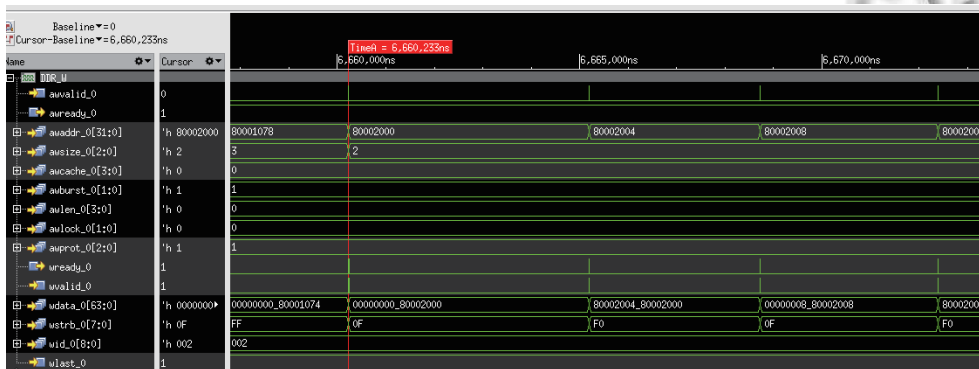 Baseline▼=0
Cursor-Baseline▼=6,660,233ns
TimeA = 6,660,233ns
Name Cursor 6,660,000ns 6,665,000ns 6,670,000ns
DDR_W
awvalid_0 0
awready_0 1
awaddr_0[31:0] 'h 80002000 80001078 80002000 80002004 80002008 8000200
awsize_0[2:0] 'h 2 3 2
awcache_0[3:0] 'h 0 0
awburst_0[1:0] 'h 1 1
awlen_0[3:0] 'h 0 0
awlock_0[1:0] 'h 0 0
awprot_0[2:0] 'h 1 1
wready_0 1
wvalid_0 1
wdata_0[63:0] 'h 0000000▶ 00000000_80001074 00000000_80002000 80002004_80002000 00000008_80002008 8000200
wstrb_0[7:0] 'h 0F FF 0F F0 0F F0
wid_0[8:0] 'h 002 002
wlast_0 1